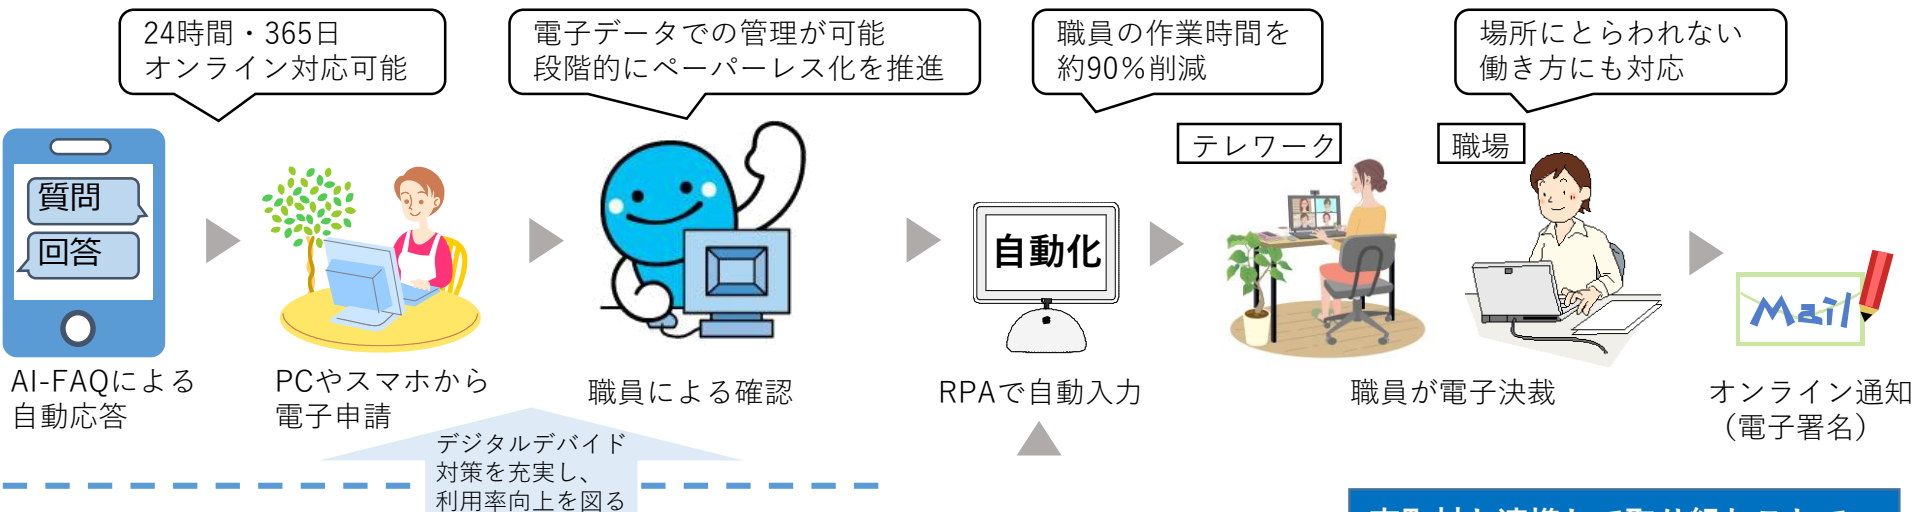 24時間・365日
オンライン対応可能
電子データでの管理が可能
段階的にペーパーレス化を推進
職員の作業時間を
約90％削減
場所にとらわれない
働き方にも対応
テレワーク
職場
質問
回答
自動化
Mail
AI-FAQによる
自動応答
PCやスマホから
電子申請
職員による確認
RPAで自動入力
職員が電子決裁
オンライン通知
（電子署名）
デジタルデバイド
対策を充実し、
利用率向上を図る